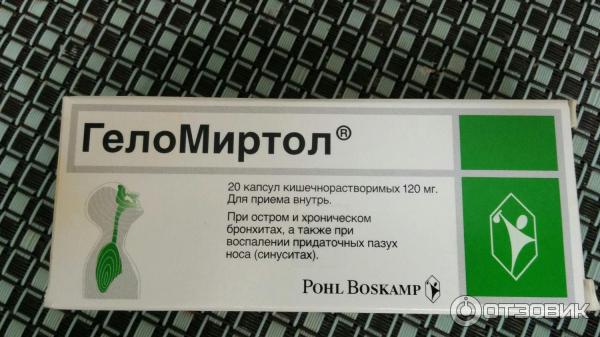 ГелоМиртол®
20 капсул кишечнорастворимых 120 мг.
Для приема внутрь.
При остром и хроническом
бронхитах, а также при
воспалении придаточных пазух
носа (синуситах).
POHL BOSKAMP
ОТЗОВИК